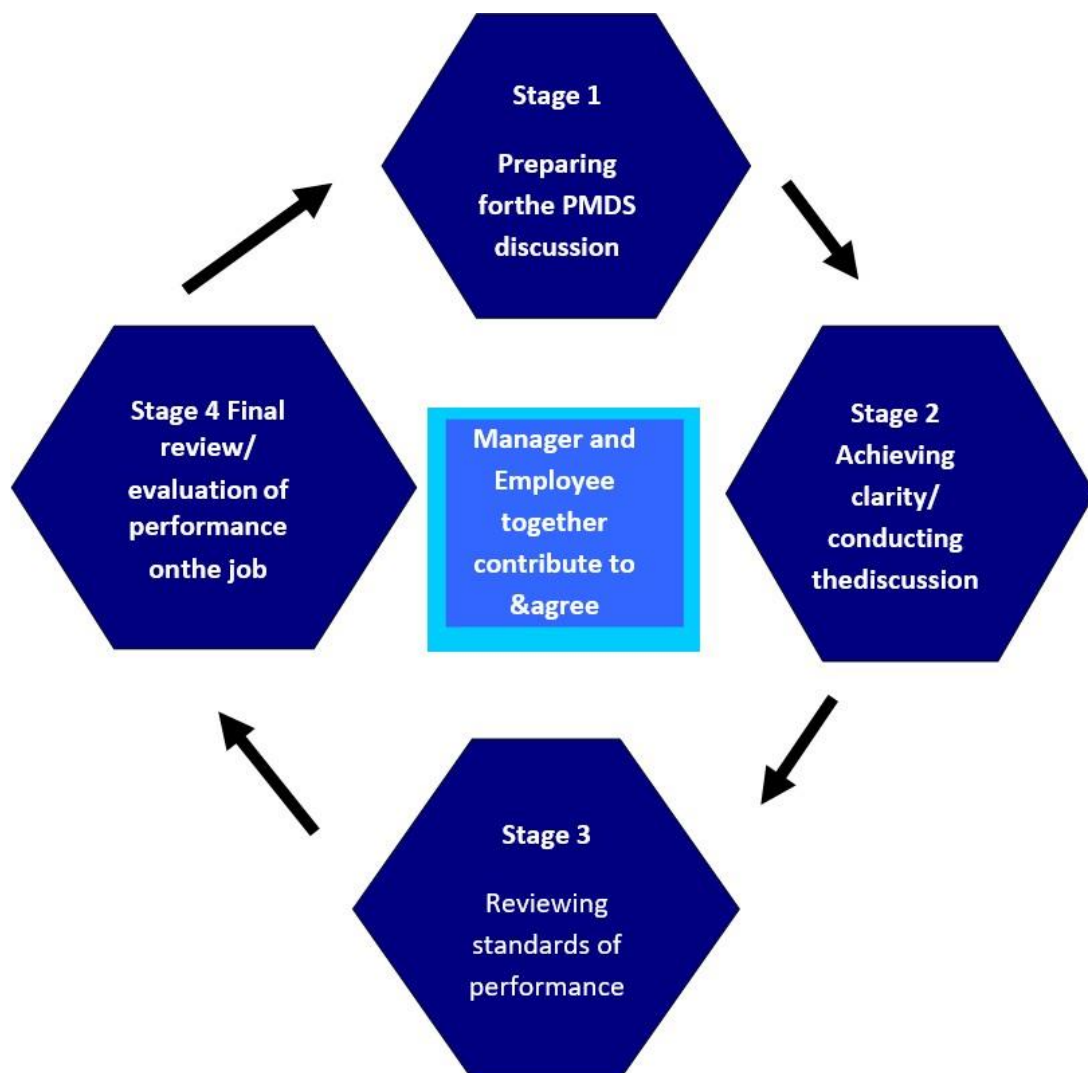 Stage 1
Preparing
forthe PMDS
discussion
Stage 4 Final
review/
evaluation of
performance
onthe job
Manager and
Employee
together
contribute to
&agree
Stage 2
Achieving
clarity/
conducting
thediscussion
Stage 3
Reviewing
standards of
performance